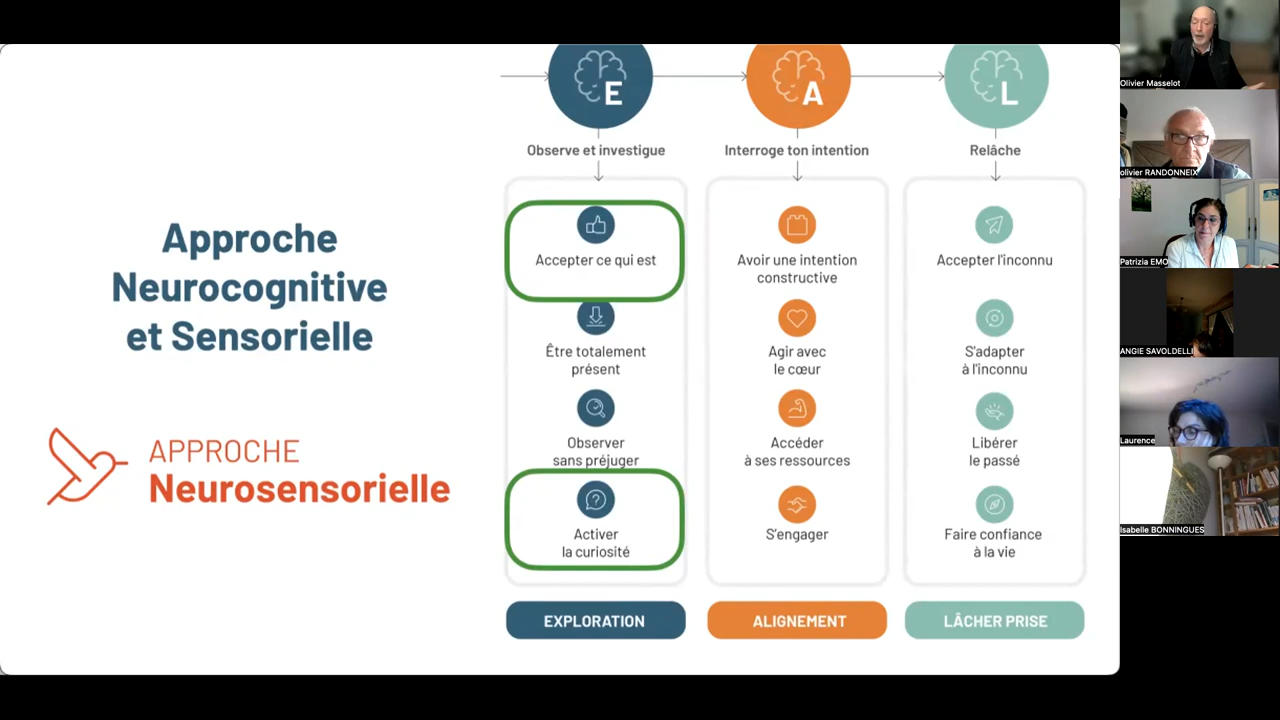 Approche
Neurocognitive
et Sensorielle
APPROCHE
Neurosensorielle
E
A
L
Observe et investigue
Interroge ton intention
Relâche
Accepter ce qui est
Être totalement
présent
Observer
sans préjuger
Activer
la curiosité
EXPLORATION
Avoir une intention
constructive
Agir avec
le cœur
Accéder
à ses ressources
S'engager
ALIGNEMENT
Accepter l'inconnu
S'adapter
à l'inconnu
Libérer
le passé
Faire confiance
à la vie
LÂCHER PRISE
Olivier Masselot
olivier RANDONNEIX
Patrizia EMO
ANGIE SAVOLDELLI
Laurence
Isabelle BONNINGUES